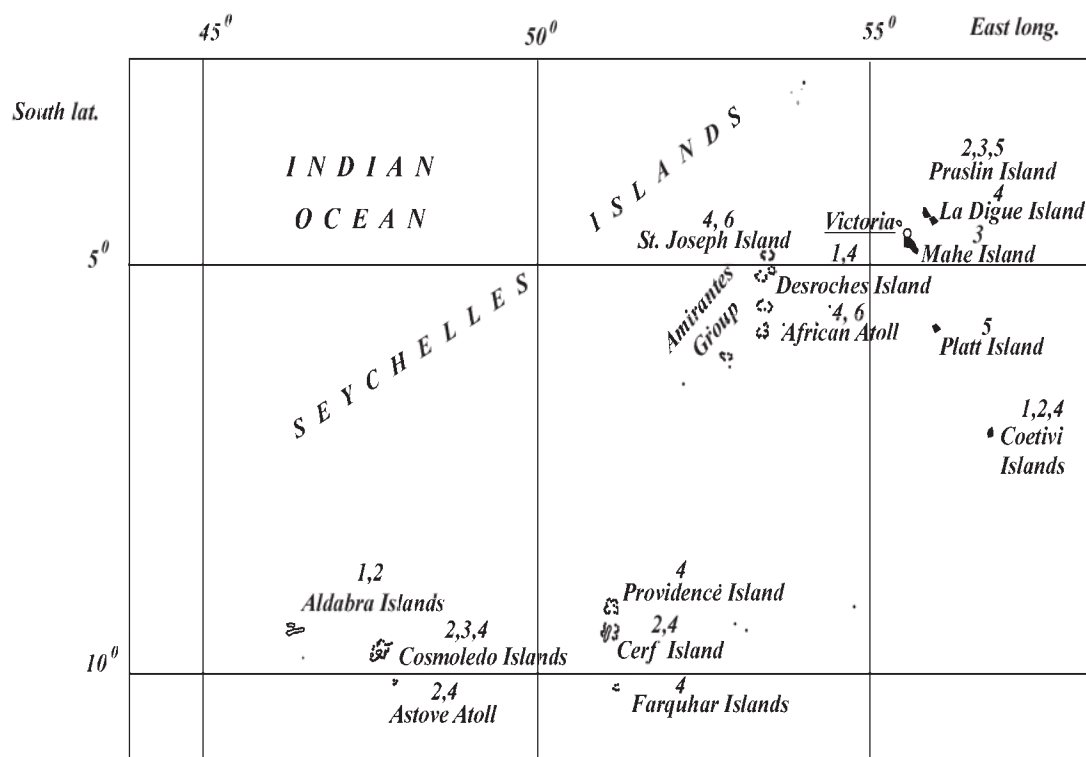 45⁰ 50⁰ 55⁰ East long.
South lat.
INDIAN
OCEAN
ISLANDS
2,3,5
Praslin Island
4
La Digue Island
Victoria
3
Mahe Island
4, 6
St. Joseph Island
5⁰
1,4
Desroches Island
SEYCHELLES
Amirantes
Group
4, 6
African Atoll
5
Platt Island
1,2,4
Coetivi
Islands
1,2
Aldabra Islands
4
Providence Island
2,3,4
Cosmoledo Islands
2,4
Cerf Island
10⁰
2,4
Astove Atoll
4
Farquhar Islands